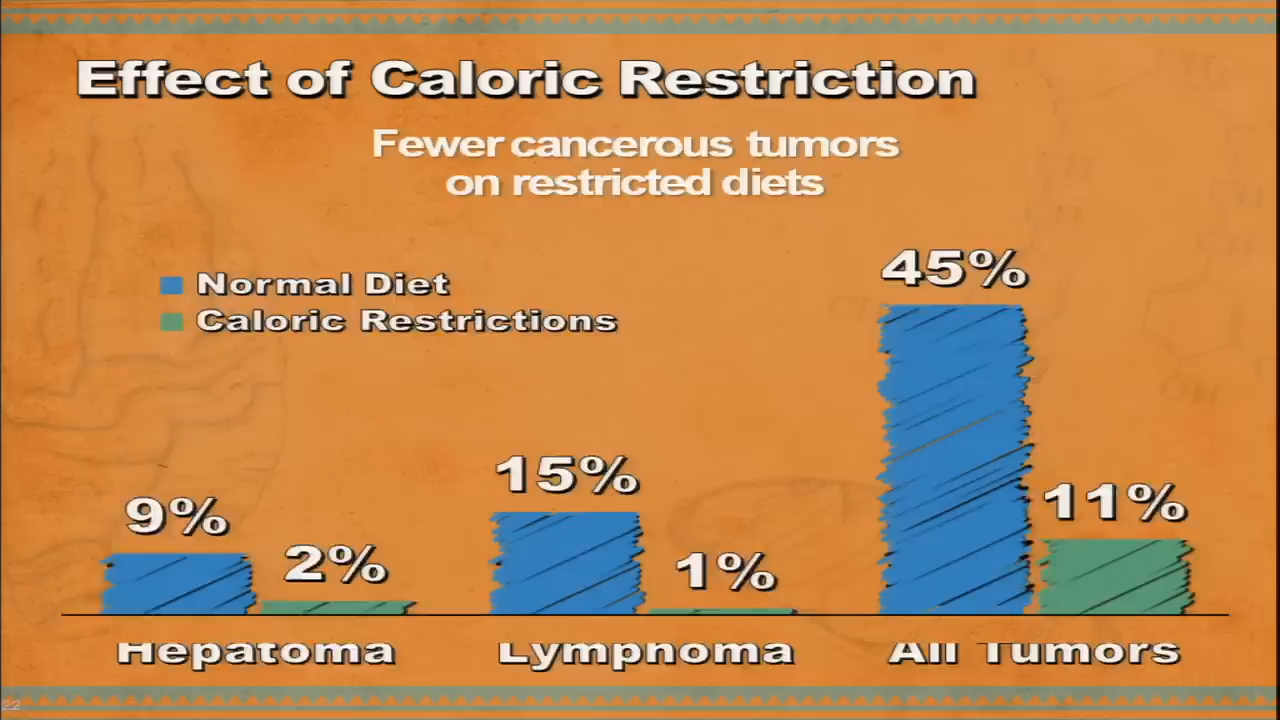 Effect of Caloric Restriction
Fewer cancerous tumors
on restricted diets
Normal Diet
Caloric Restrictions
45%
15%
11%
9%
2%
1%
Hepatoma Lymphoma All Tumors
22